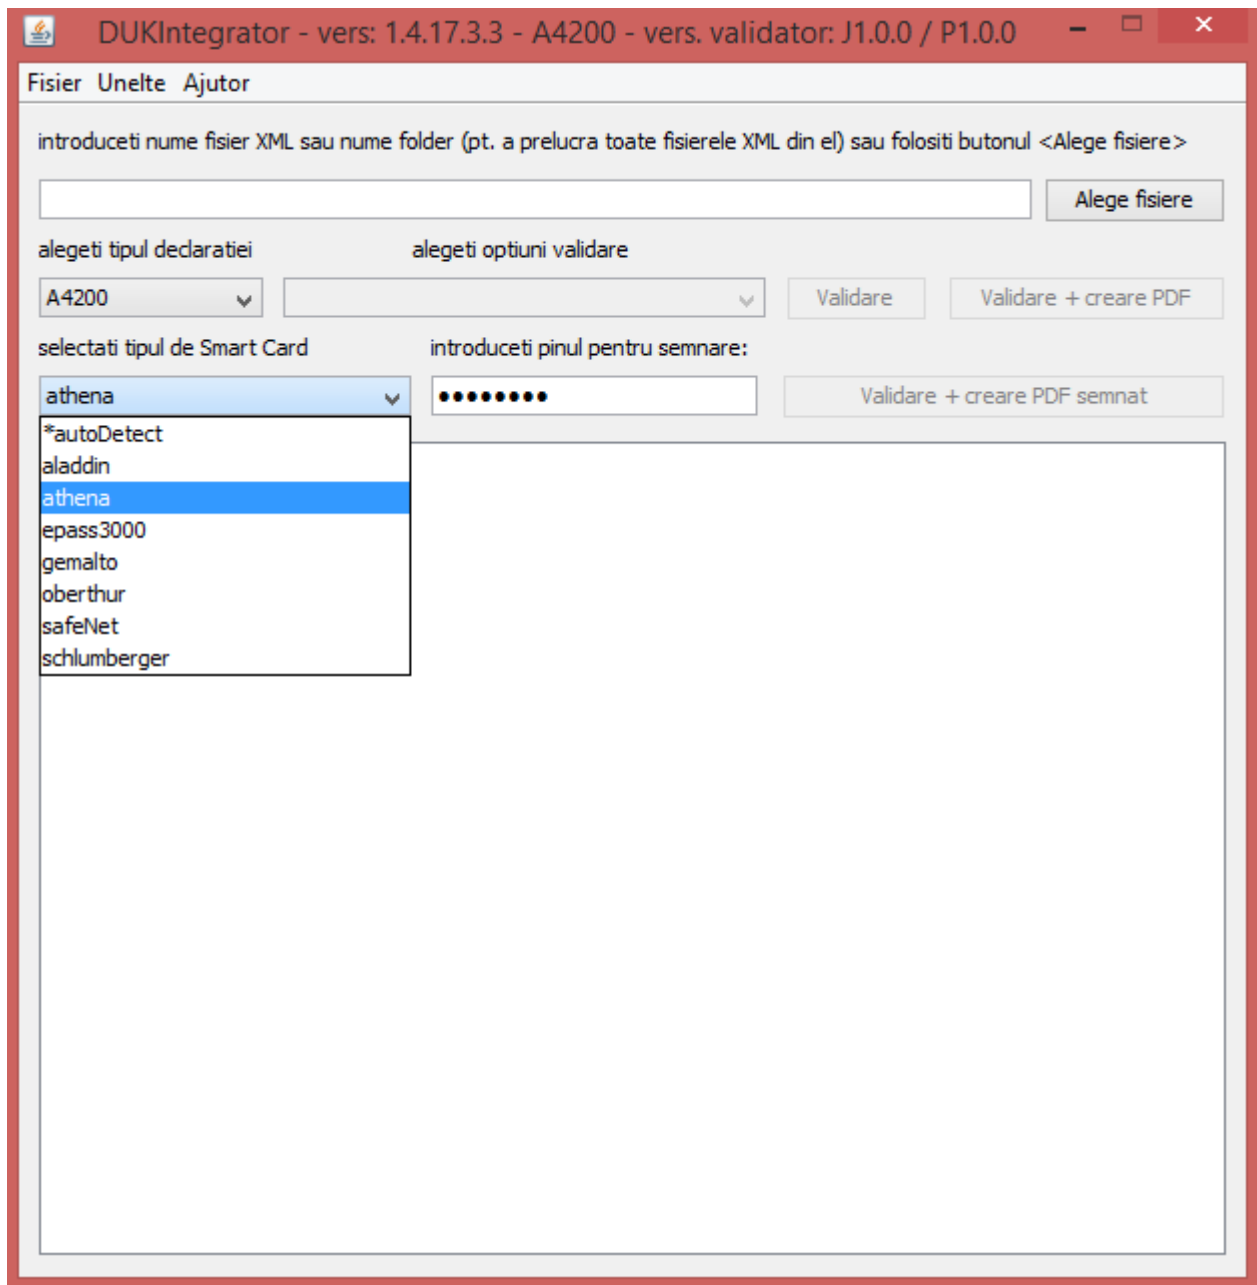 DUKIntegrator - vers: 1.4.17.3.3 - A4200 - vers. validator: J1.0.0 / P1.0.0
Fisier Unelte Ajutor
introduceti nume fisier XML sau nume folder (pt. a prelucra toate fisierele XML din el) sau folositi butonul <Alege fisiere>
Alege fisiere
alegeti tipul declaratiei alegeti optiuni validare
A4200 Validare Validare + creare PDF
selectati tipul de Smart Card introduceti pinul pentru semnare:
athena •••••••• Validare + creare PDF semnat
*autoDetect
aladdin
athena
epass3000
gemalto
oberthur
safeNet
schlumberger